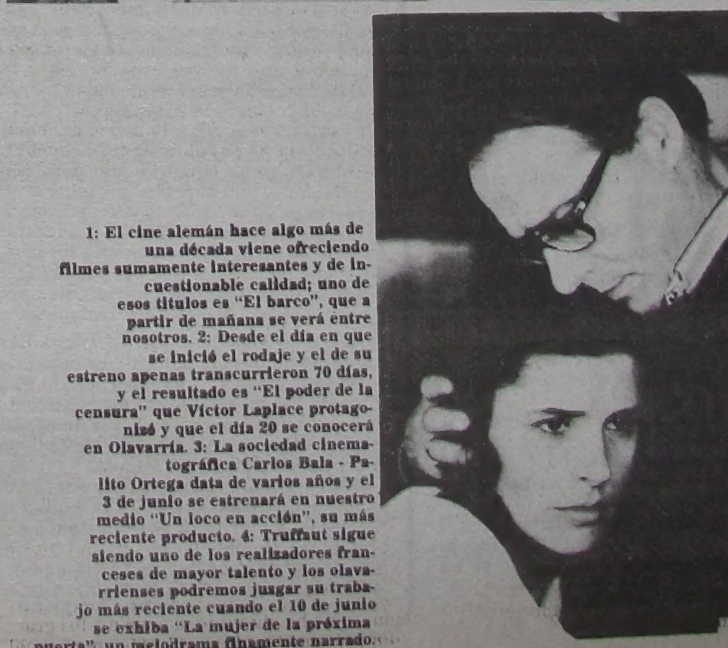 1: El cine alemán hace algo más de
una década viene ofreciendo
filmes sumamente interesantes y de in-
cuestionable calidad; uno de
esos titulos es "El barco", que a
partir de mañana se verá entre
nosotros. 2: Desde el día en que
se inició el rodaje y el de su
estreno apenas transcurrieron 70 días,
y el resultado es "El poder de la
censura" que Víctor Laplace protago-
nizó y que el día 20 se conocerá
en Olavarría. 3: La sociedad cinema-
tográfica Carlos Bala - Pa-
lito Ortega data de varios años y el
3 de junio se estrenará en nuestro
medio "Un loco en acción", su más
reciente producto. 4: Truffaut sigue
siendo uno de los realizadores fran-
ceses de mayor talento y los olava-
rrienses podremos jusgar su traba-
jo más reciente cuando el 10 de junio
se exhiba "La mujer de la próxima
puerta", un melodrama finamente narrado.